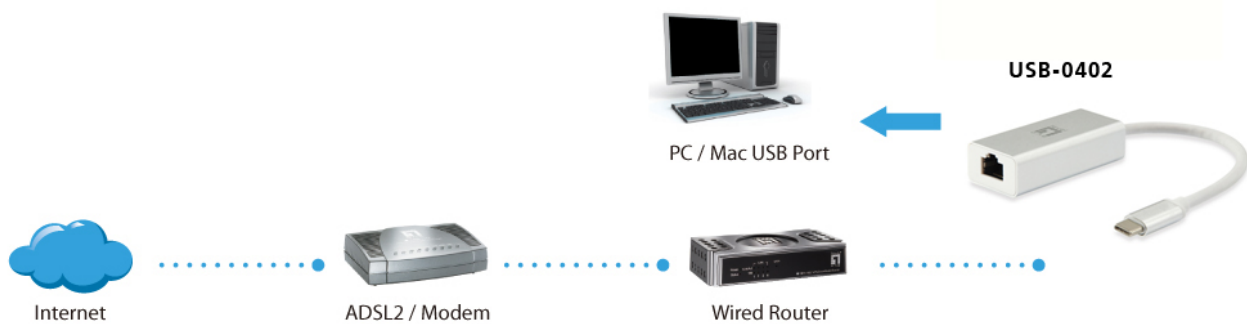 USB-0402
PC / Mac USB Port
Internet
ADSL2 / Modem
Wired Router